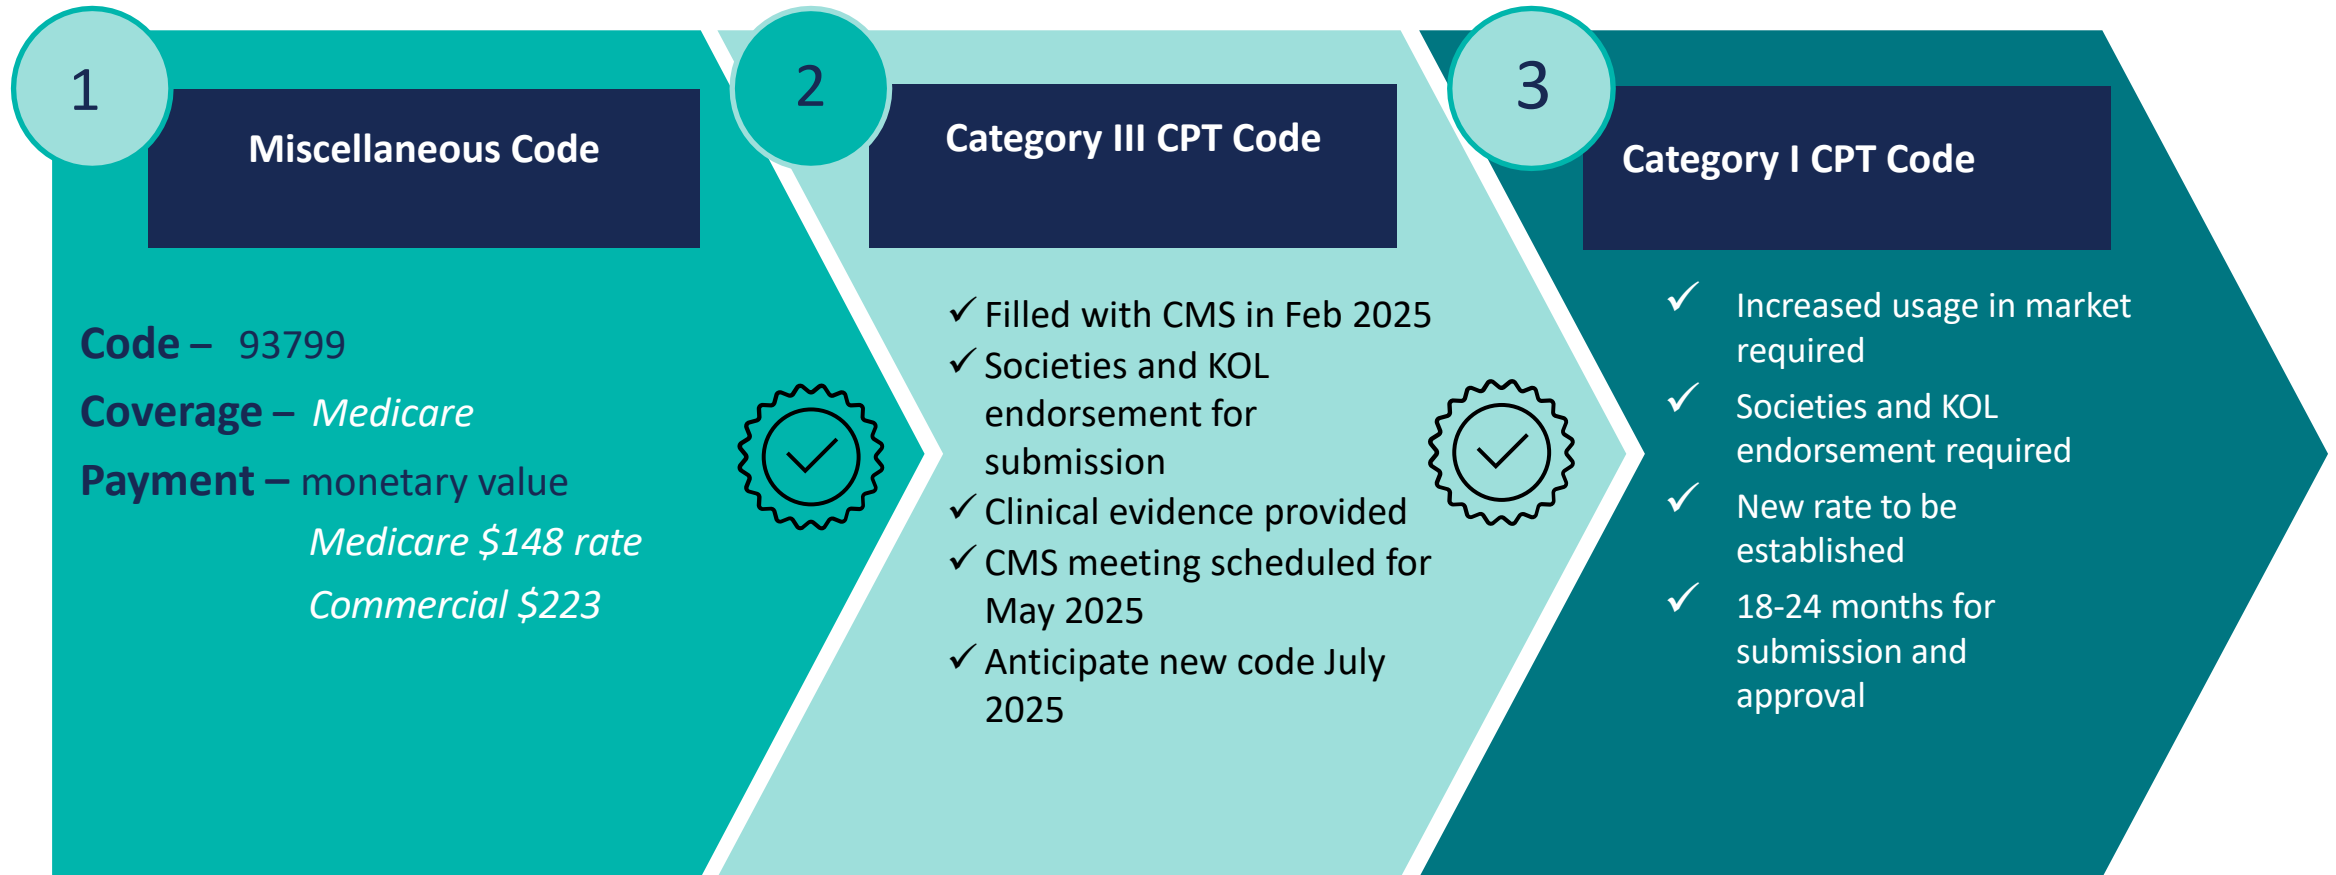 1
Miscellaneous Code
Code – 93799
Coverage – Medicare
Payment – monetary value
Medicare $148 rate
Commercial $223
2
Category III CPT Code
✓ Filled with CMS in Feb 2025
✓ Societies and KOL
endorsement for
submission
✓ Clinical evidence provided
✓ CMS meeting scheduled for
May 2025
✓ Anticipate new code July
2025
3
Category I CPT Code
✓ Increased usage in market
required
✓ Societies and KOL
endorsement required
✓ New rate to be
established
✓ 18-24 months for
submission and
approval